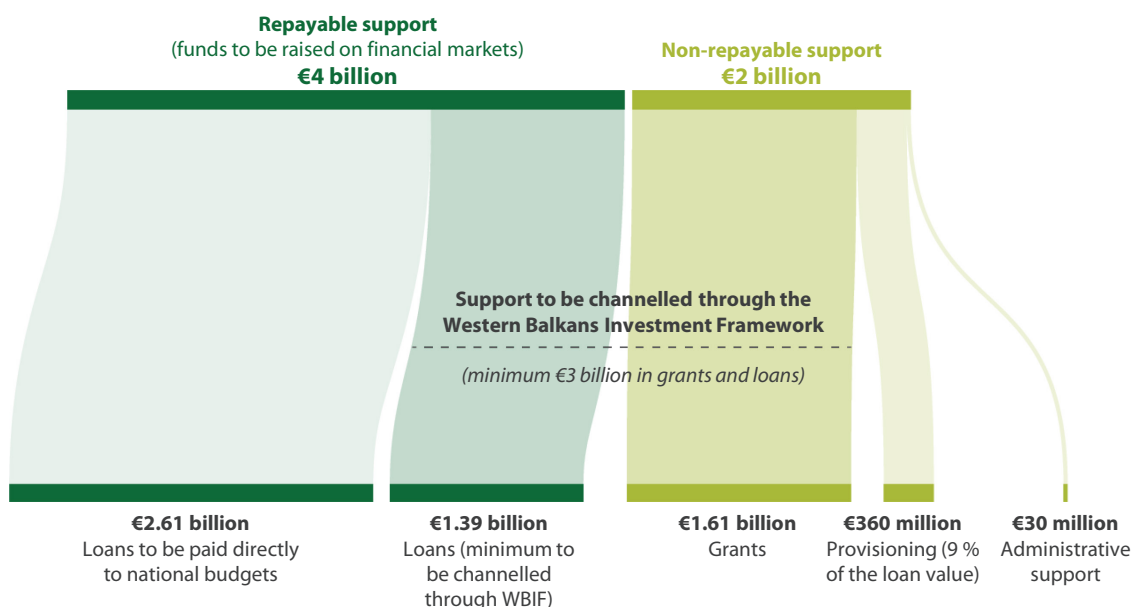 Repayable support
(funds to be raised on financial markets)
€4 billion
Non-repayable support
€2 billion
Support to be channelled through the
Western Balkans Investment Framework
(minimum €3 billion in grants and loans)
€2.61 billion
Loans to be paid directly
to national budgets
€1.39 billion
Loans (minimum to
be channelled
through WBIF)
€1.61 billion
Grants
€360 million
Provisioning (9 %
of the loan value)
€30 million
Administrative
support